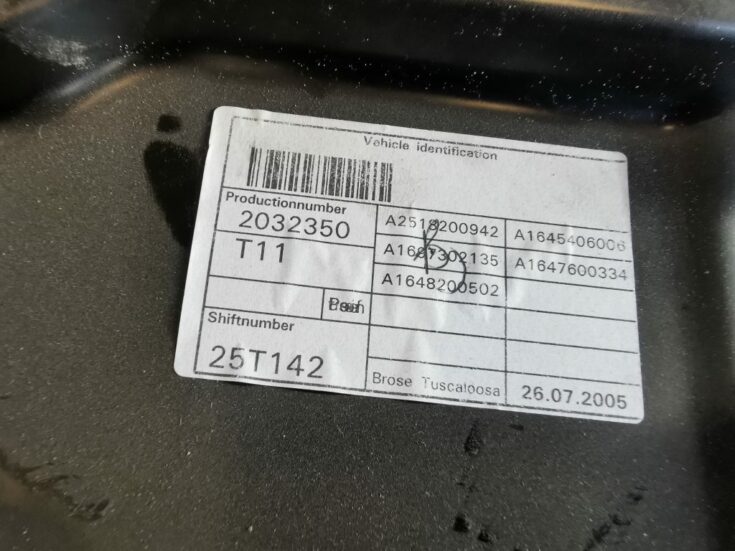 Vehicle identification
Productionnumber
2032350
T11
Shiftnumber
25T142
A2518200942
A1645406006
A1647600334
A1648200502
Brose Tuscaloosa
26.07.2005